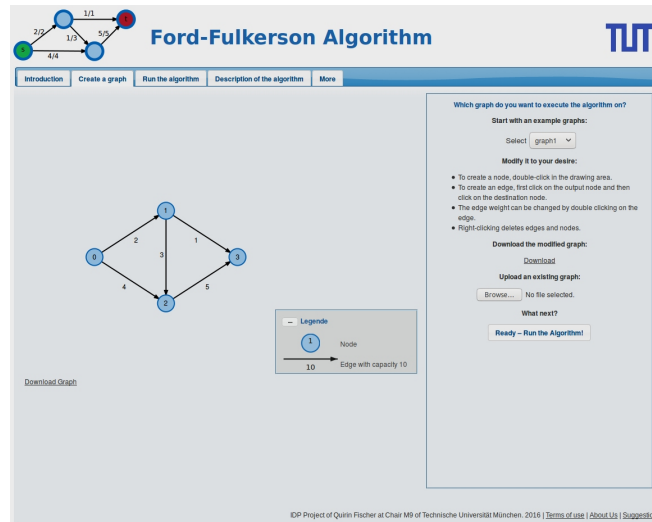 1/1
2/2
1/3
5/5
4/4
Ford-Fulkerson Algorithm
TUM
Introduction
Create a graph
Run the algorithm
Description of the algorithm
More
Which graph do you want to execute the algorithm on?
Start with an example graphs:
Select graph1
Modify it to your desire:
To create a node, double-click in the drawing area.
To create an edge, first click on the output node and then
click on the destination node.
The edge weight can be changed by double clicking on the
edge.
Right-clicking deletes edges and nodes.
Download the modified graph:
Download
Upload an existing graph:
Browse... No file selected.
What next?
Ready – Run the Algorithm!
1
2
1
0
3
3
4
5
2
– Legende
1
Node
10
Edge with capacity 10
Download Graph
IDP Project of Quirin Fischer at Chair M9 of Technische Universität München. 2016 | Terms of use | About Us |